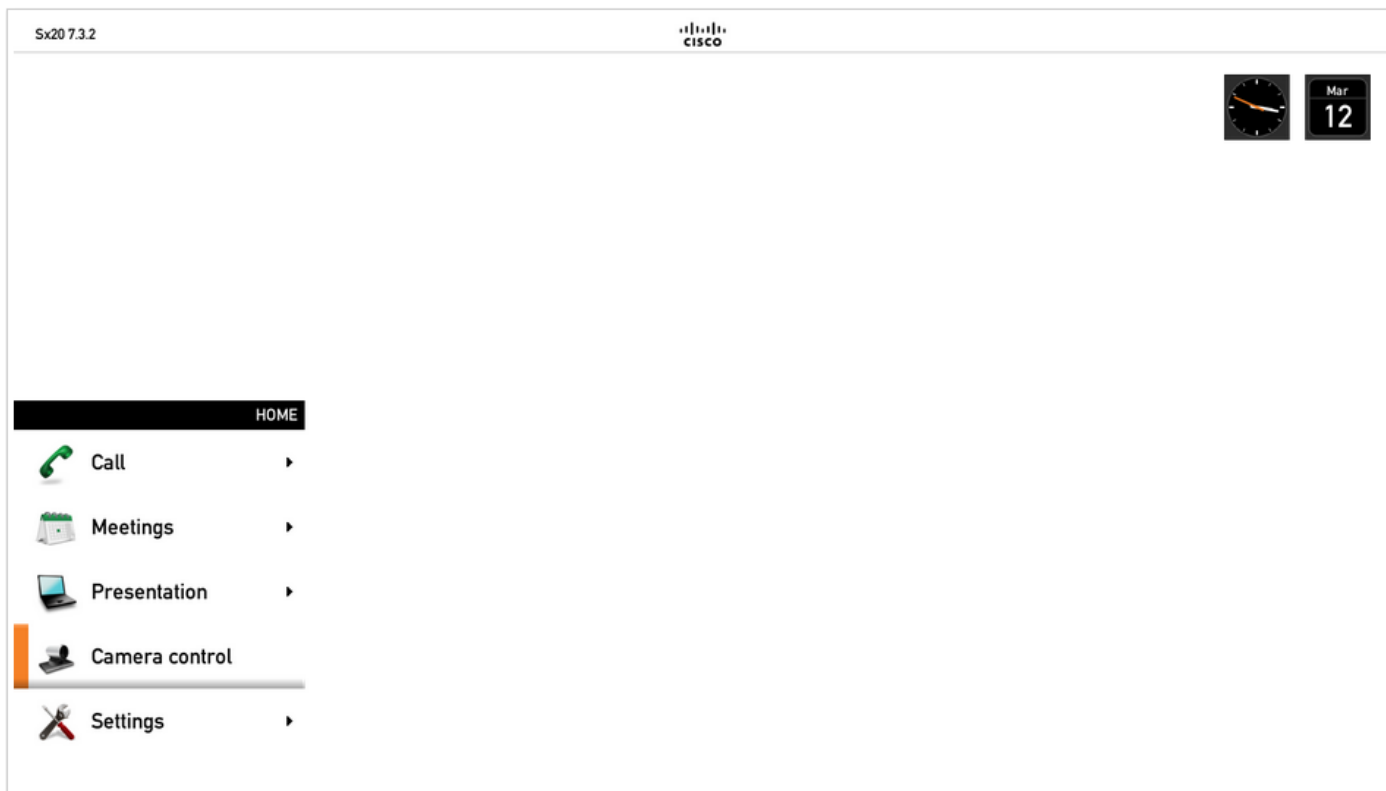 Sx20 7.3.2
CISCO
Mar
12
HOME
Call
Meetings
Presentation
Camera control
Settings